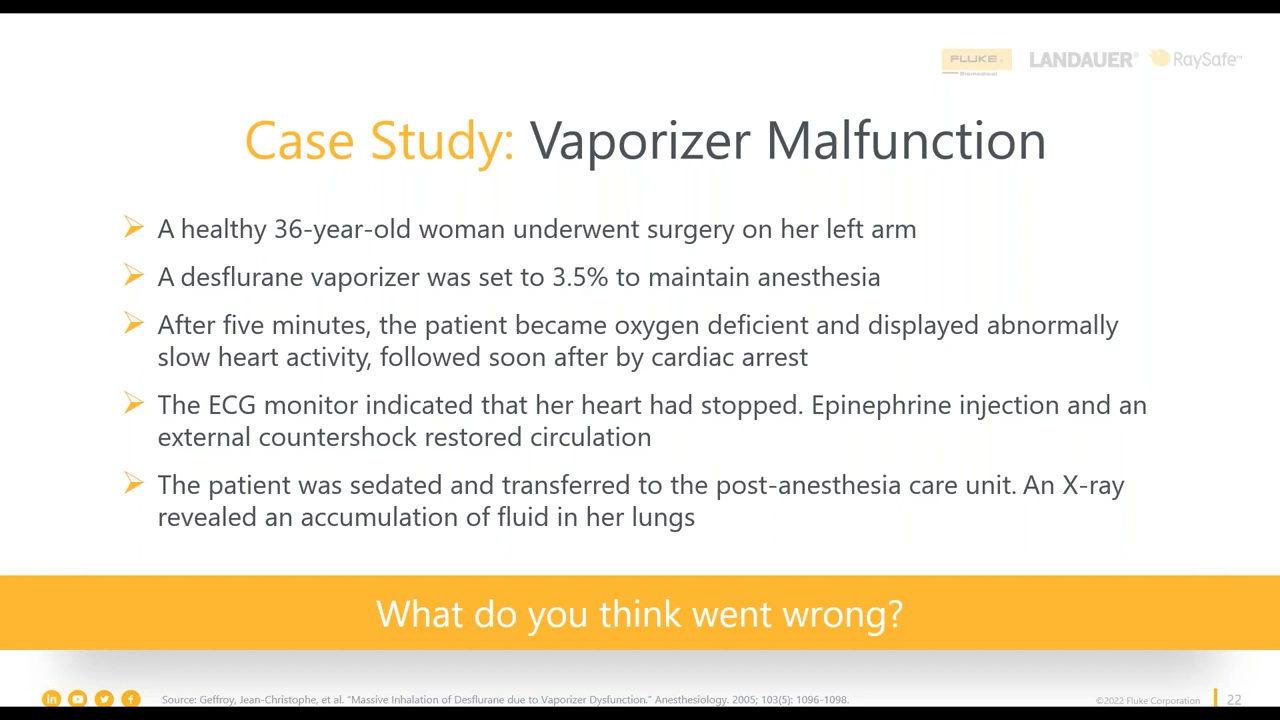 FLUKE
Biomedical
LANDAUER®
RaySafe™
Case Study: Vaporizer Malfunction
A healthy 36-year-old woman underwent surgery on her left arm
A desflurane vaporizer was set to 3.5% to maintain anesthesia
After five minutes, the patient became oxygen deficient and displayed abnormally
slow heart activity, followed soon after by cardiac arrest
The ECG monitor indicated that her heart had stopped. Epinephrine injection and an
external countershock restored circulation
The patient was sedated and transferred to the post-anesthesia care unit. An X-ray
revealed an accumulation of fluid in her lungs
What do you think went wrong?
Source: Geffroy, Jean-Christophe, et al. "Massive Inhalation of Desflurane due to Vaporizer Dysfunction." Anesthesiology. 2005; 103(5): 1096-1098.
©2022 Fluke Corporation
22